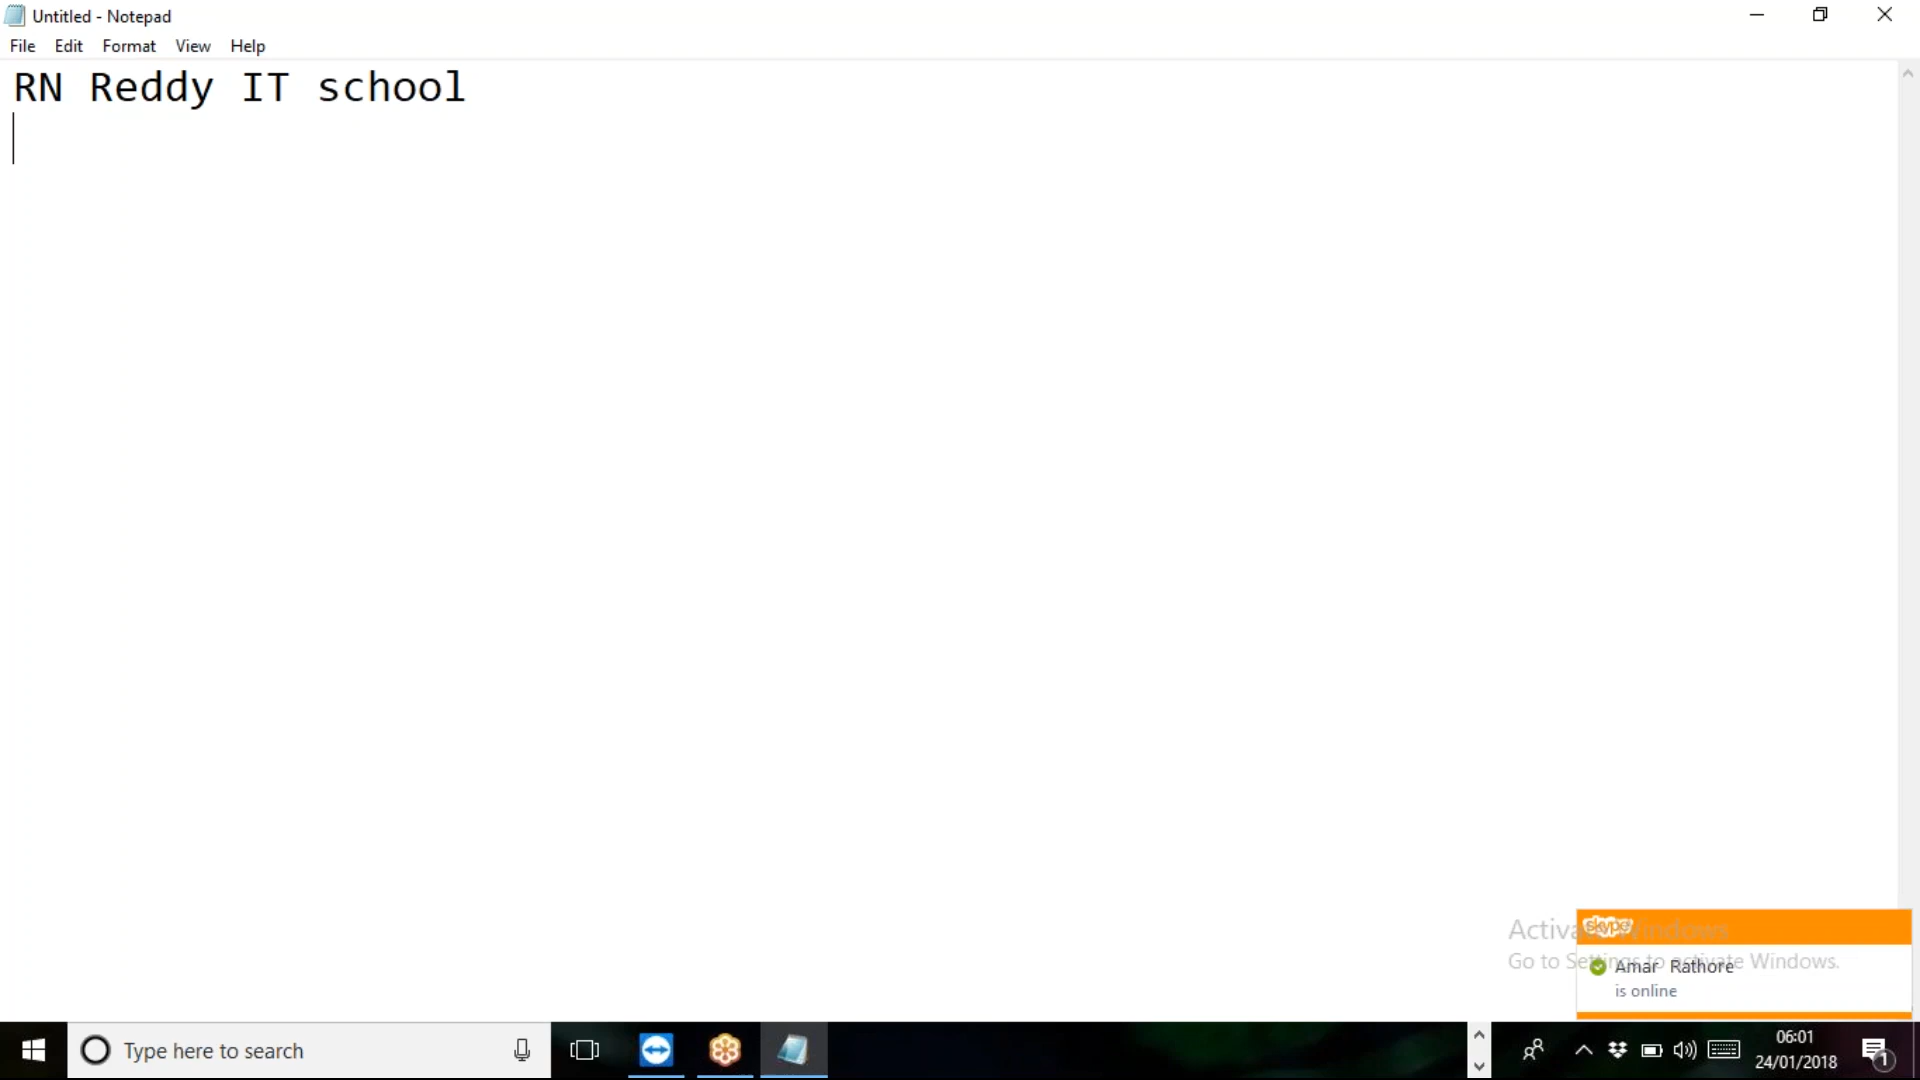 Untitled - Notepad
File Edit Format View Help
RN Reddy IT school
Activate Windows
skype
Go to Settings to activate Windows.
Amar Rathore
is online
Type here to search
06:01
24/01/2018
1